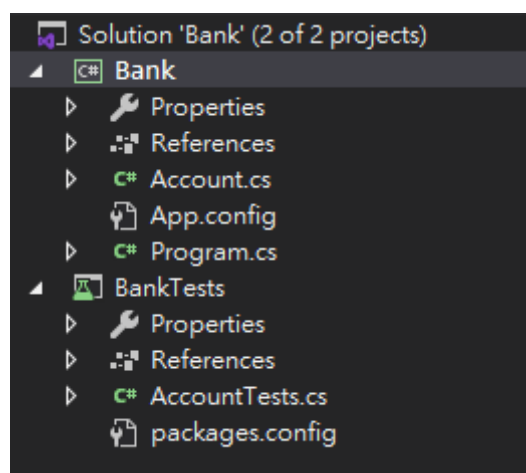 Solution 'Bank' (2 of 2 projects)
C# Bank
Properties
References
C# Account.cs
App.config
C# Program.cs
BankTests
Properties
References
C# AccountTests.cs
packages.config